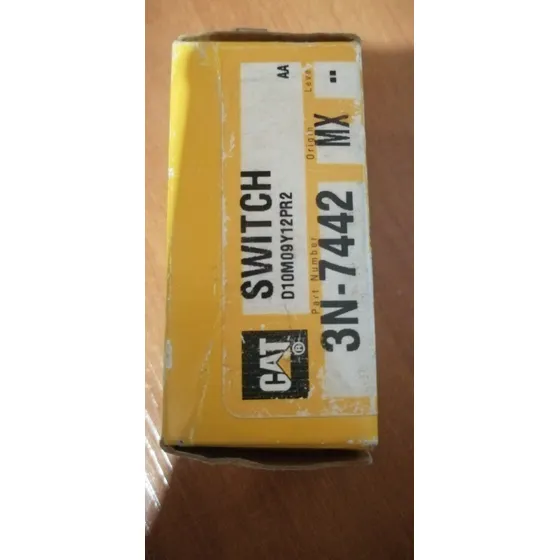 SWITCH
AA
D10M09Y12PR2
Part Number
Origin
Level
CAT®
3N-7442
MX